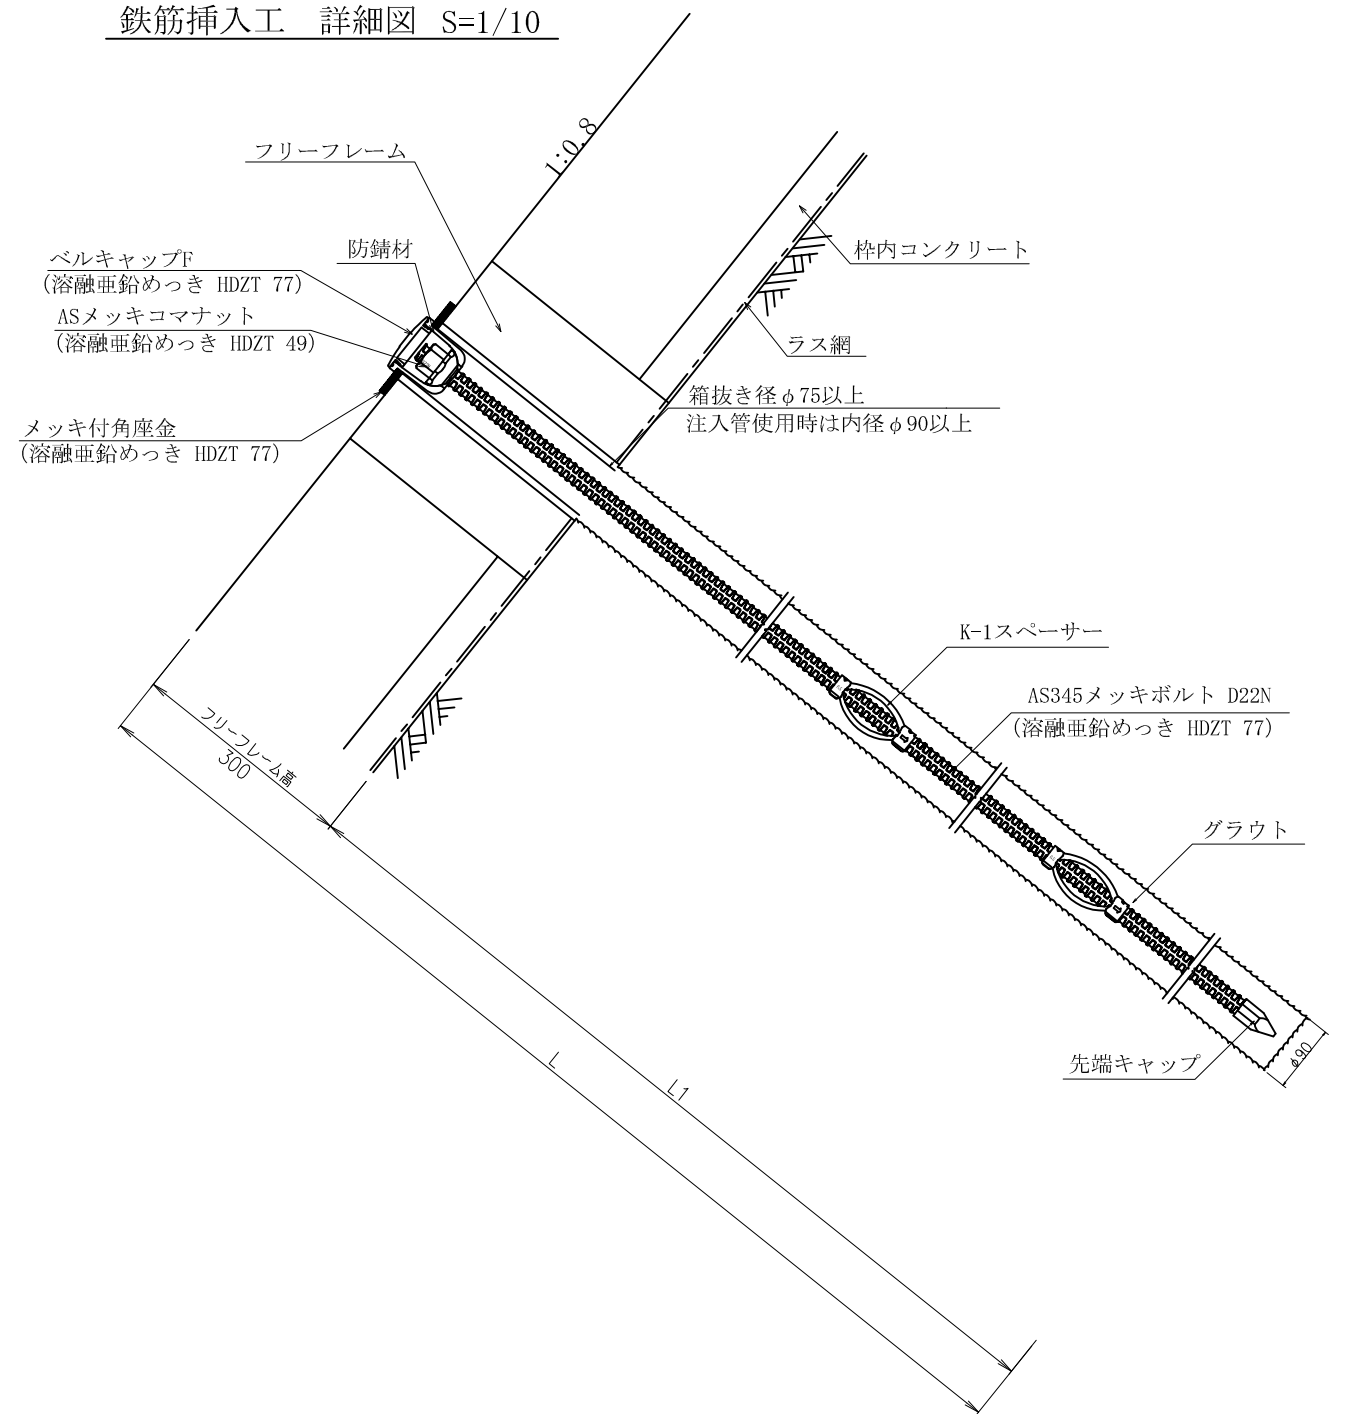 鉄筋挿入工　詳細図 S=1/10
1:0.8
フリーフレーム
防錆材
枠内コンクリート
ベルキャップF
(溶融亜鉛めっき HDZT 77)
ASメッキコマナット
(溶融亜鉛めっき HDZT 49)
ラス網
箱抜き径φ75以上
注入管使用時は内径φ90以上
メッキ付角座金
(溶融亜鉛めっき HDZT 77)
K-1スペーサー
AS345メッキボルト D22N
(溶融亜鉛めっき HDZT 77)
フリーフレーム高
300
グラウト
先端キャップ
φ90
L
L1